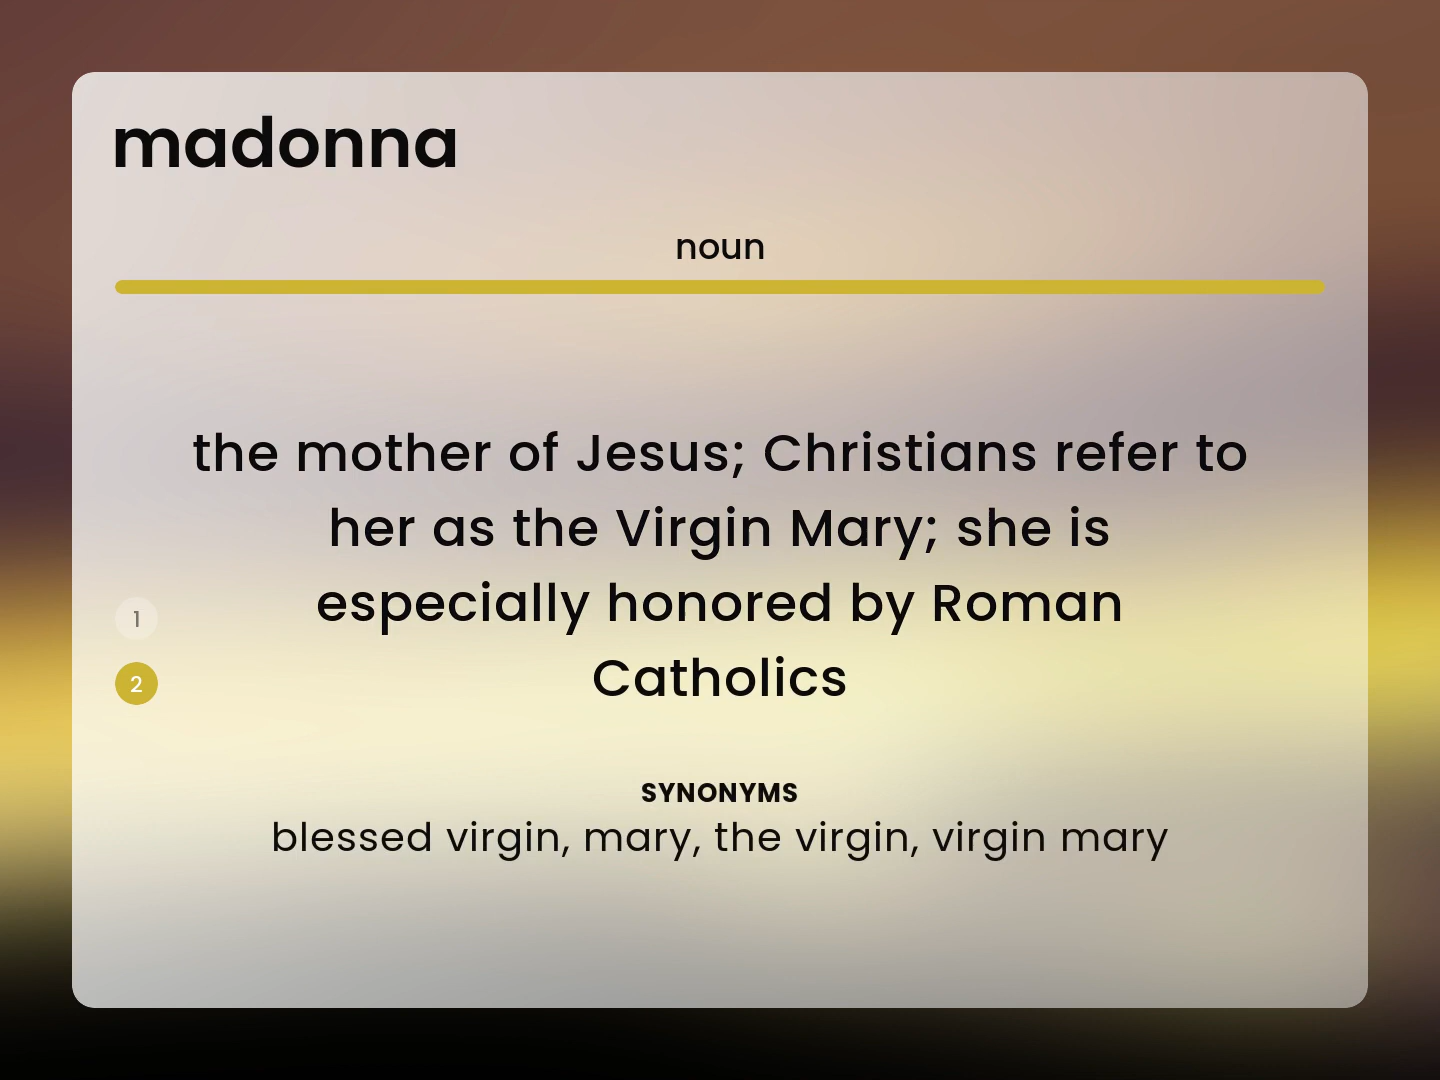 madonna
noun
the mother of Jesus; Christians refer to
her as the Virgin Mary; she is
especially honored by Roman
Catholics
1
2
SYNONYMS
blessed virgin, mary, the virgin, virgin mary